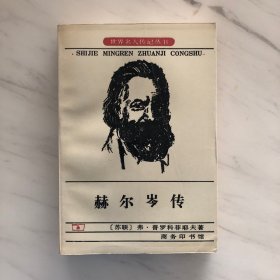 世界名人传记丛书
·SHIJIE MINGREN ZHUANJI CONGSHU·
赫尔岑传
〔苏联〕弗·普罗科菲耶夫著
商务印书馆